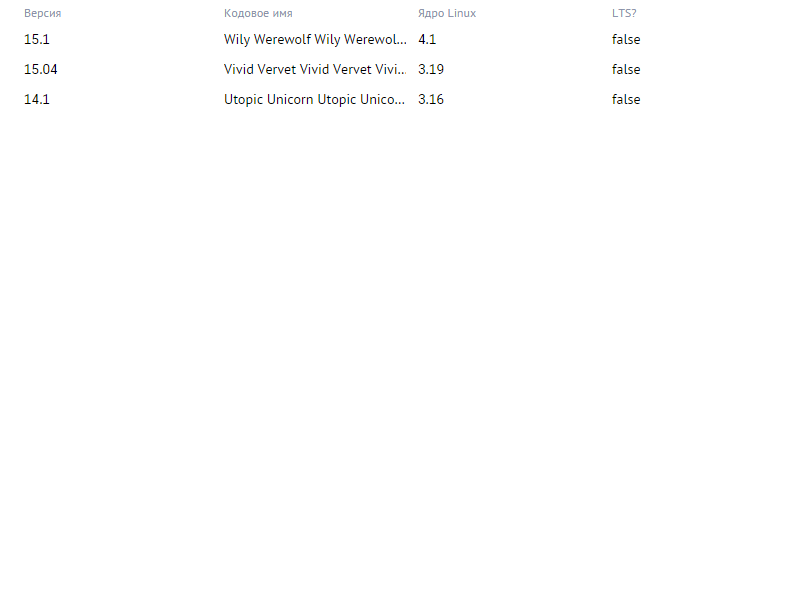 Версия Кодовое имя Ядро Linux LTS?
15.1 Wily Werewolf Wily Werewol... 4.1 false
15.04 Vivid Vervet Vivid Vervet Vivi... 3.19 false
14.1 Utopic Unicorn Utopic Unico... 3.16 false